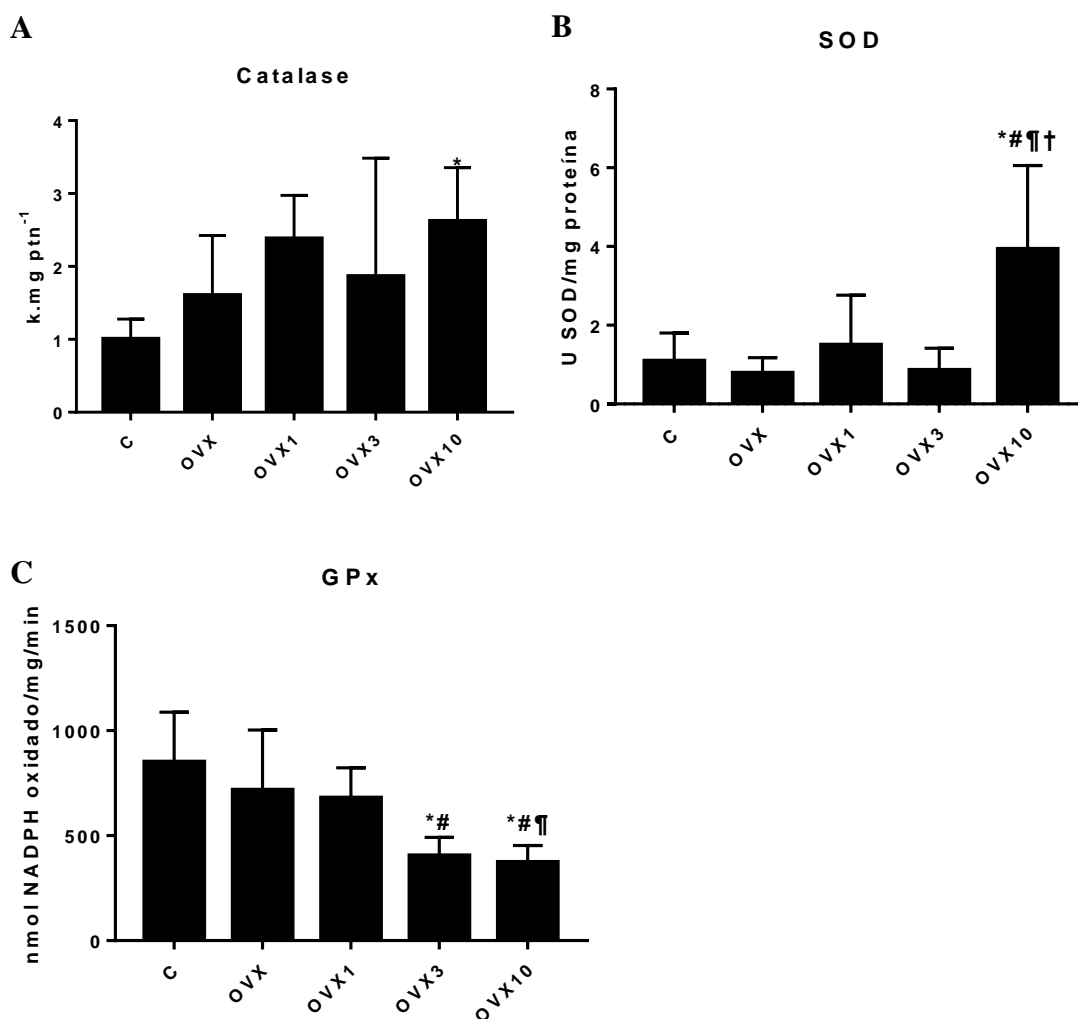 A
Catalase
k.mg ptn⁻¹
4
3
2
1
0
*
C
OVX
OVX1
OVX3
OVX10
B
SOD
U SOD/mg proteína
8
6
4
2
0
*#¶†
C
OVX
OVX1
OVX3
OVX10
C
GPx
nmol NADPH oxidado/mg/min
1500
1000
500
0
*#
*#¶
C
OVX
OVX1
OVX3
OVX10